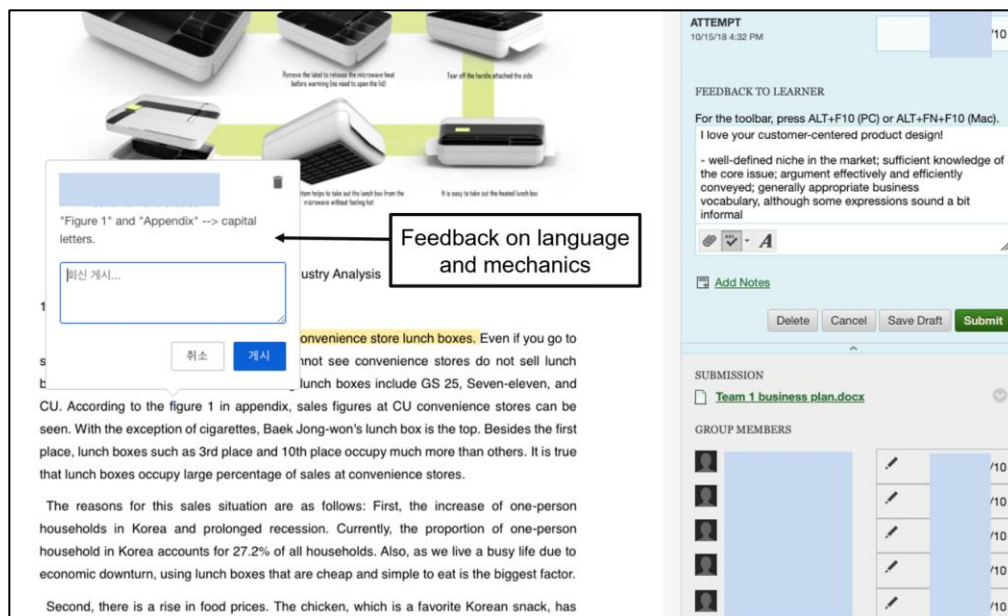 Remove the label to release the microwave heat
before warming (no need to open the lid)
Tear off the handle attached the side
tom helps to take out the lunch box from the
microwave without feeling hot
It is easy to take out the heated lunch box
"Figure 1" and "Appendix" --> capital
letters.
회신 게시...
취소
게시
Feedback on language
and mechanics
ustry Analysis
1
onvenience store lunch boxes. Even if you go to
s
nnot see convenience stores do not sell lunch
b
lunch boxes include GS 25, Seven-eleven, and
CU. According to the figure 1 in appendix, sales figures at CU convenience stores can be
seen. With the exception of cigarettes, Baek Jong-won's lunch box is the top. Besides the first
place, lunch boxes such as 3rd place and 10th place occupy much more than others. It is true
that lunch boxes occupy large percentage of sales at convenience stores.
The reasons for this sales situation are as follows: First, the increase of one-person
households in Korea and prolonged recession. Currently, the proportion of one-person
household in Korea accounts for 27.2% of all households. Also, as we live a busy life due to
economic downturn, using lunch boxes that are cheap and simple to eat is the biggest factor.
Second, there is a rise in food prices. The chicken, which is a favorite Korean snack, has
ATTEMPT
10/15/18 4:32 PM
/10
FEEDBACK TO LEARNER
For the toolbar, press ALT+F10 (PC) or ALT+FN+F10 (Mac).
I love your customer-centered product design!
- well-defined niche in the market; sufficient knowledge of
the core issue; argument effectively and efficiently
conveyed; generally appropriate business
vocabulary, although some expressions sound a bit
informal
Add Notes
Delete
Cancel
Save Draft
Submit
SUBMISSION
Team 1 business plan.docx
GROUP MEMBERS
/10
/10
/10
/10
/10